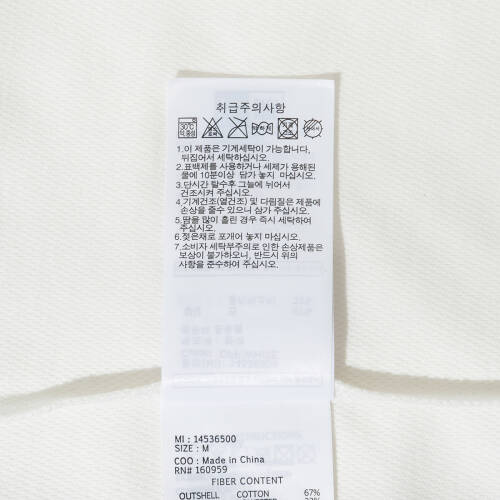 취급주의사항
30℃
약하게
1.이 제품은 기계세탁이 가능합니다,
뒤집어서 세탁하십시오.
2.표백제를 사용하거나 세제가 용해된
물에 10분이상 담가 놓지 마십시오.
3.단시간 탈수후 그늘에 뉘어서
건조시켜 주십시오.
4.기계건조(열건조) 및 다림질은 제품에
손상을 줄수 있으니 삼가 주십시오.
5.땀을 많이 흘린 경우 즉시 세탁하여
주십시오.
6.젖은채로 포개어 놓지 마십시오.
7.소비자 세탁부주의로 인한 손상제품은
보상이 불가하오니, 반드시 위의
사항을 준수하여 주십시오.
MI : 14536500
SIZE : M
COO : Made in China
RN# 160959
FIBER CONTENT
OUTSHELL COTTON 67%